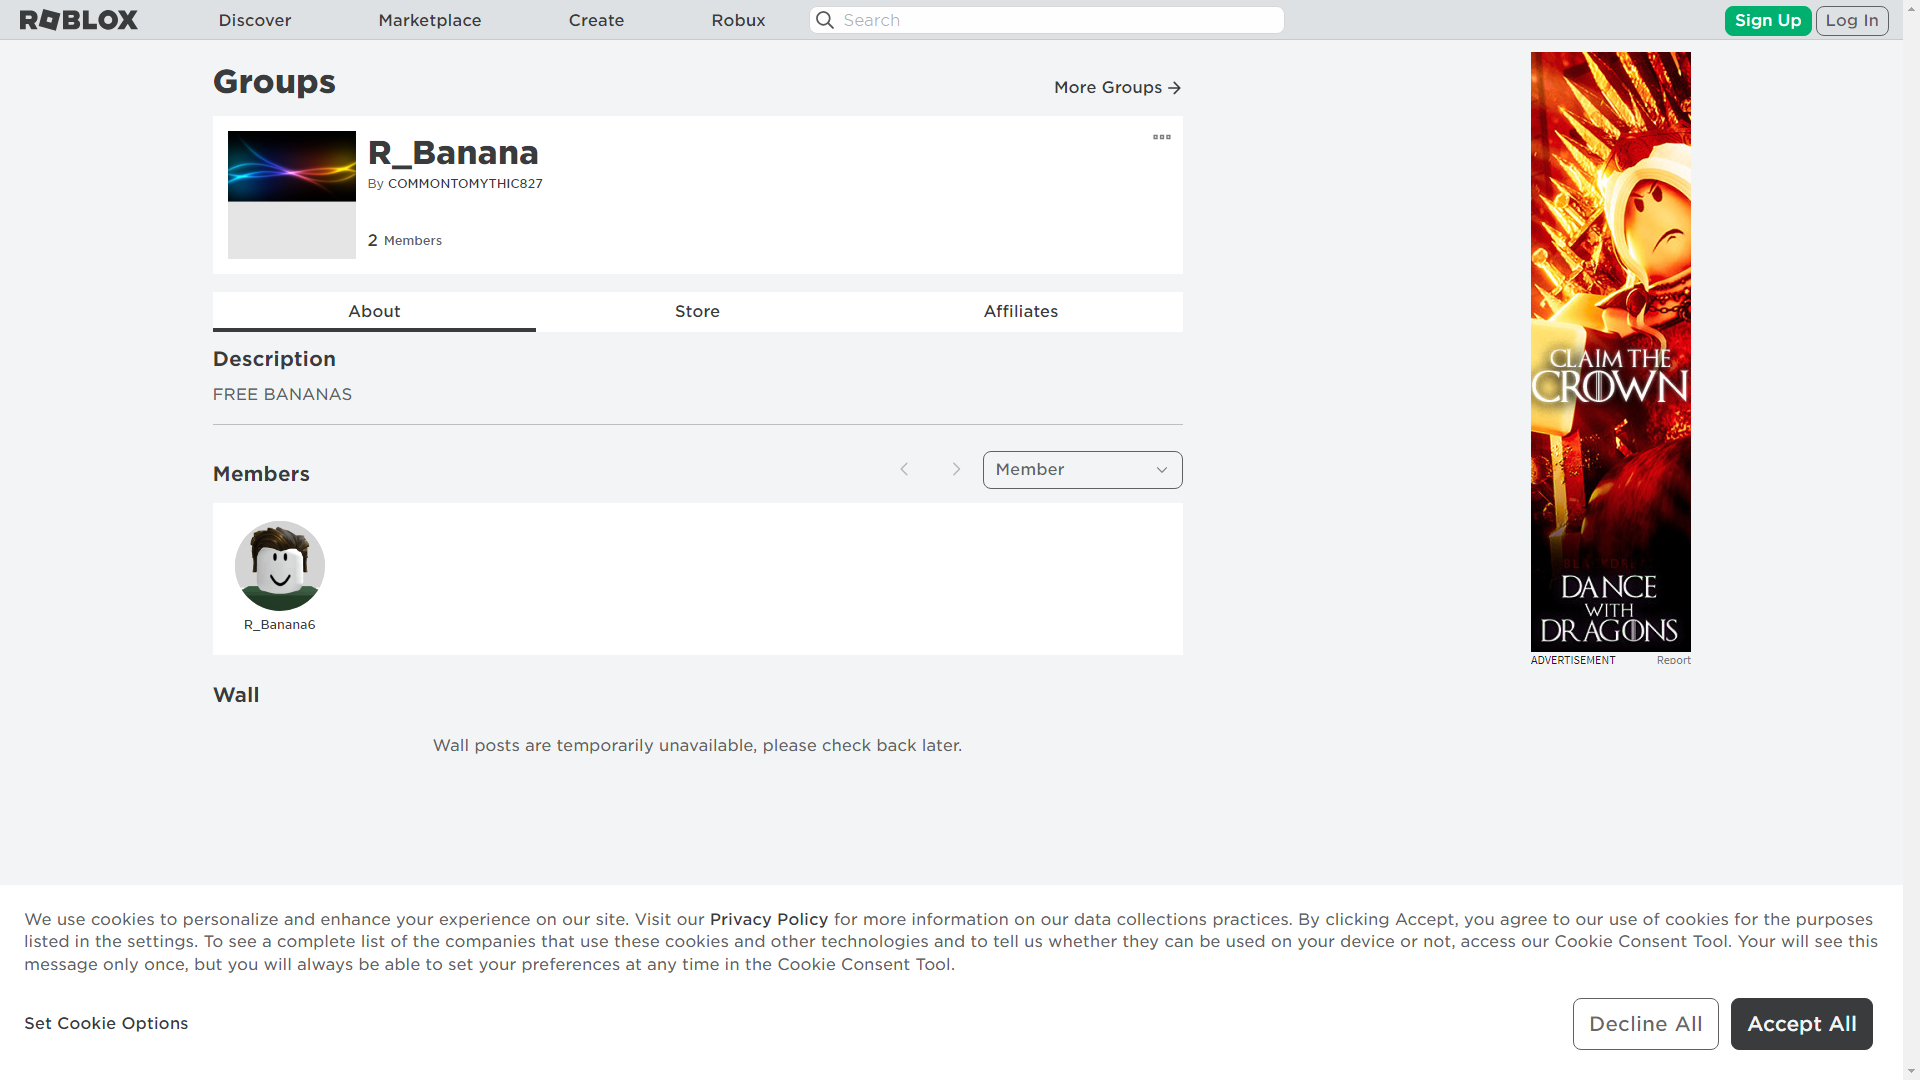 ROBLOX
Discover
Marketplace
Create
Robux
Search
Sign Up
Log In
Groups
More Groups
R_Banana
By COMMONTOMYTHIC827
2 Members
About
Store
Affiliates
Description
FREE BANANAS
Members
Member
R_Banana6
Wall
Wall posts are temporarily unavailable, please check back later.
CLAIM THE
CROWN
DANCE
WITH
DRAGONS
ADVERTISEMENT
Report
We use cookies to personalize and enhance your experience on our site. Visit our Privacy Policy for more information on our data collections practices. By clicking Accept, you agree to our use of cookies for the purposes
listed in the settings. To see a complete list of the companies that use these cookies and other technologies and to tell us whether they can be used on your device or not, access our Cookie Consent Tool. Your will see this
message only once, but you will always be able to set your preferences at any time in the Cookie Consent Tool.
Set Cookie Options
Decline All
Accept All